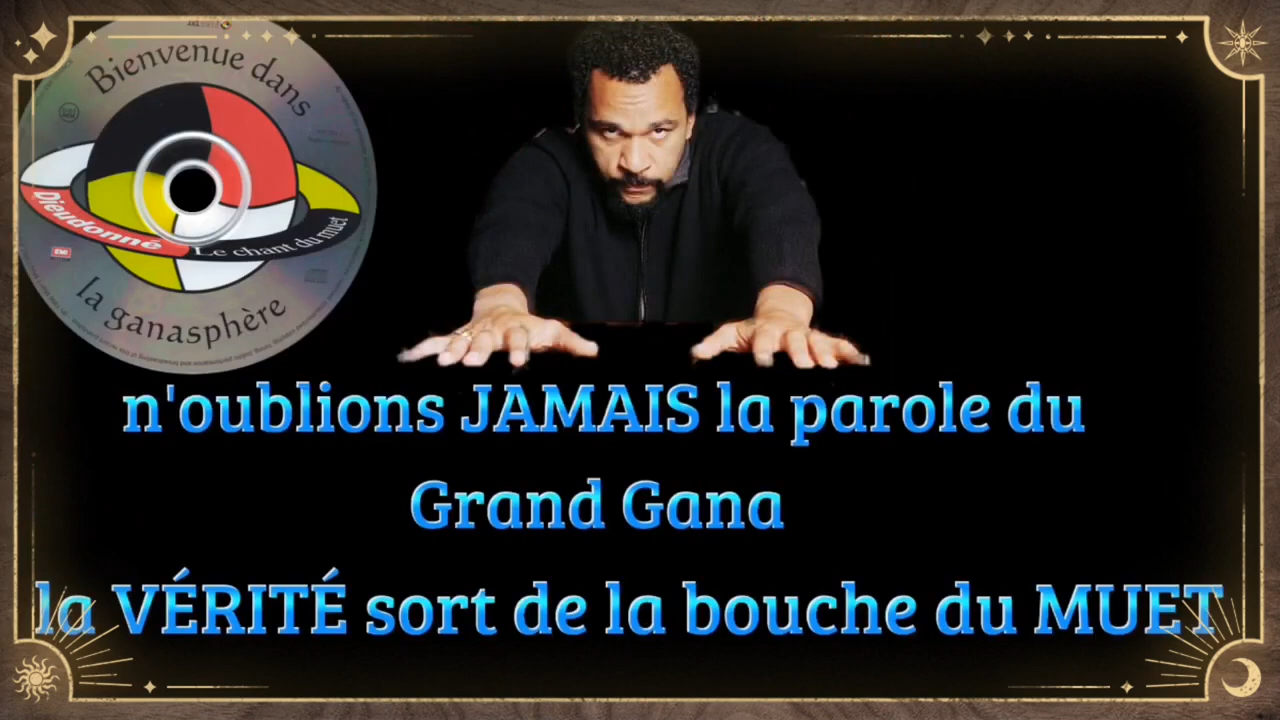 Bienvenue dans
Dieudonné
Le chant du muet
EMI
la ganasphère
n'oublions JAMAIS la parole du
Grand Gana
la VÉRITÉ sort de la bouche du MUET